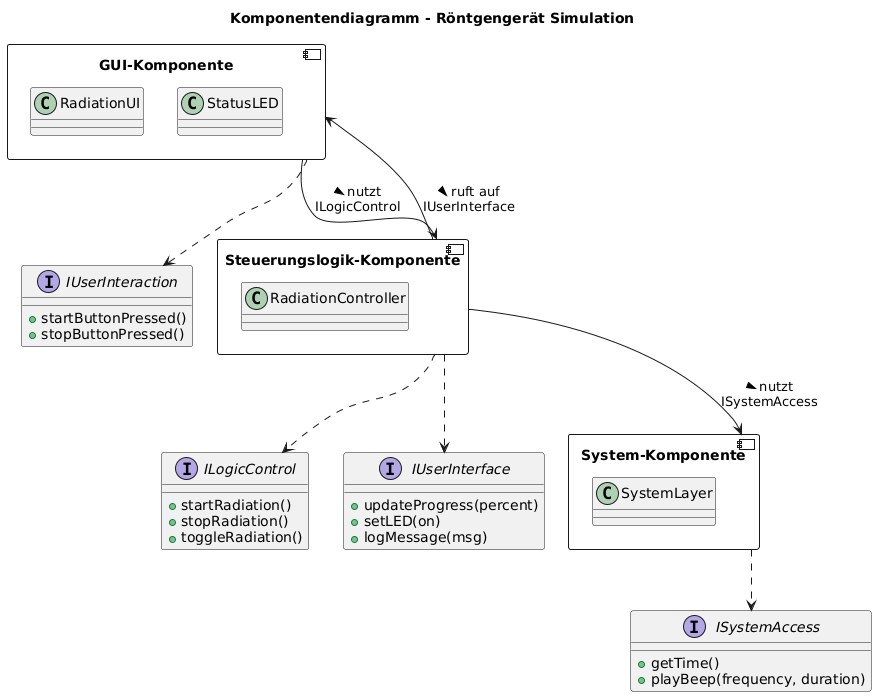 Komponentendiagramm - Röntgengerät Simulation
GUI-Komponente
C RadiationUI
C StatusLED
nutzt
ILogicControl
ruft auf
IUserInterface
Steuerungslogik-Komponente
C RadiationController
I IUserInteraction
startButtonPressed()
stopButtonPressed()
nutzt
ISystemAccess
System-Komponente
C SystemLayer
I ILogicControl
startRadiation()
stopRadiation()
toggleRadiation()
I IUserInterface
updateProgress(percent)
setLED(on)
logMessage(msg)
I ISystemAccess
getTime()
playBeep(frequency, duration)